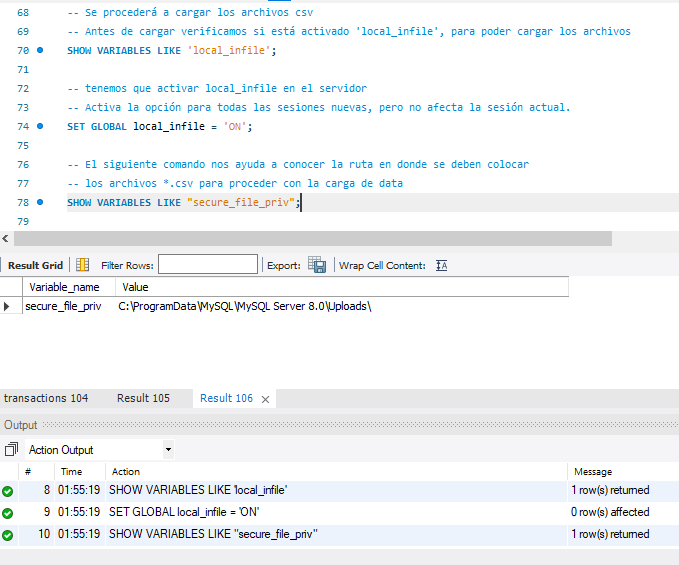 68 -- Se procederá a cargar los archivos csv
69 -- Antes de cargar verificamos si está activado 'local_infile', para poder cargar los archivos
70 SHOW VARIABLES LIKE 'local_infile';
71
72 -- tenemos que activar local_infile en el servidor
73 -- Activa la opción para todas las sesiones nuevas, pero no afecta la sesión actual.
74 SET GLOBAL local_infile = 'ON';
75
76 -- El siguiente comando nos ayuda a conocer la ruta en donde se deben colocar
77 -- los archivos *.csv para proceder con la carga de data
78 SHOW VARIABLES LIKE "secure_file_priv";
79
Result Grid Filter Rows: Export: Wrap Cell Content:
Variable_name Value
secure_file_priv C:\ProgramData\MySQL\MySQL Server 8.0\Uploads\
transactions 104 Result 105 Result 106
Output
Action Output
# Time Action Message
8 01:55:19 SHOW VARIABLES LIKE 'local_infile' 1 row(s) returned
9 01:55:19 SET GLOBAL local_infile = 'ON' 0 row(s) affected
10 01:55:19 SHOW VARIABLES LIKE "secure_file_priv" 1 row(s) returned